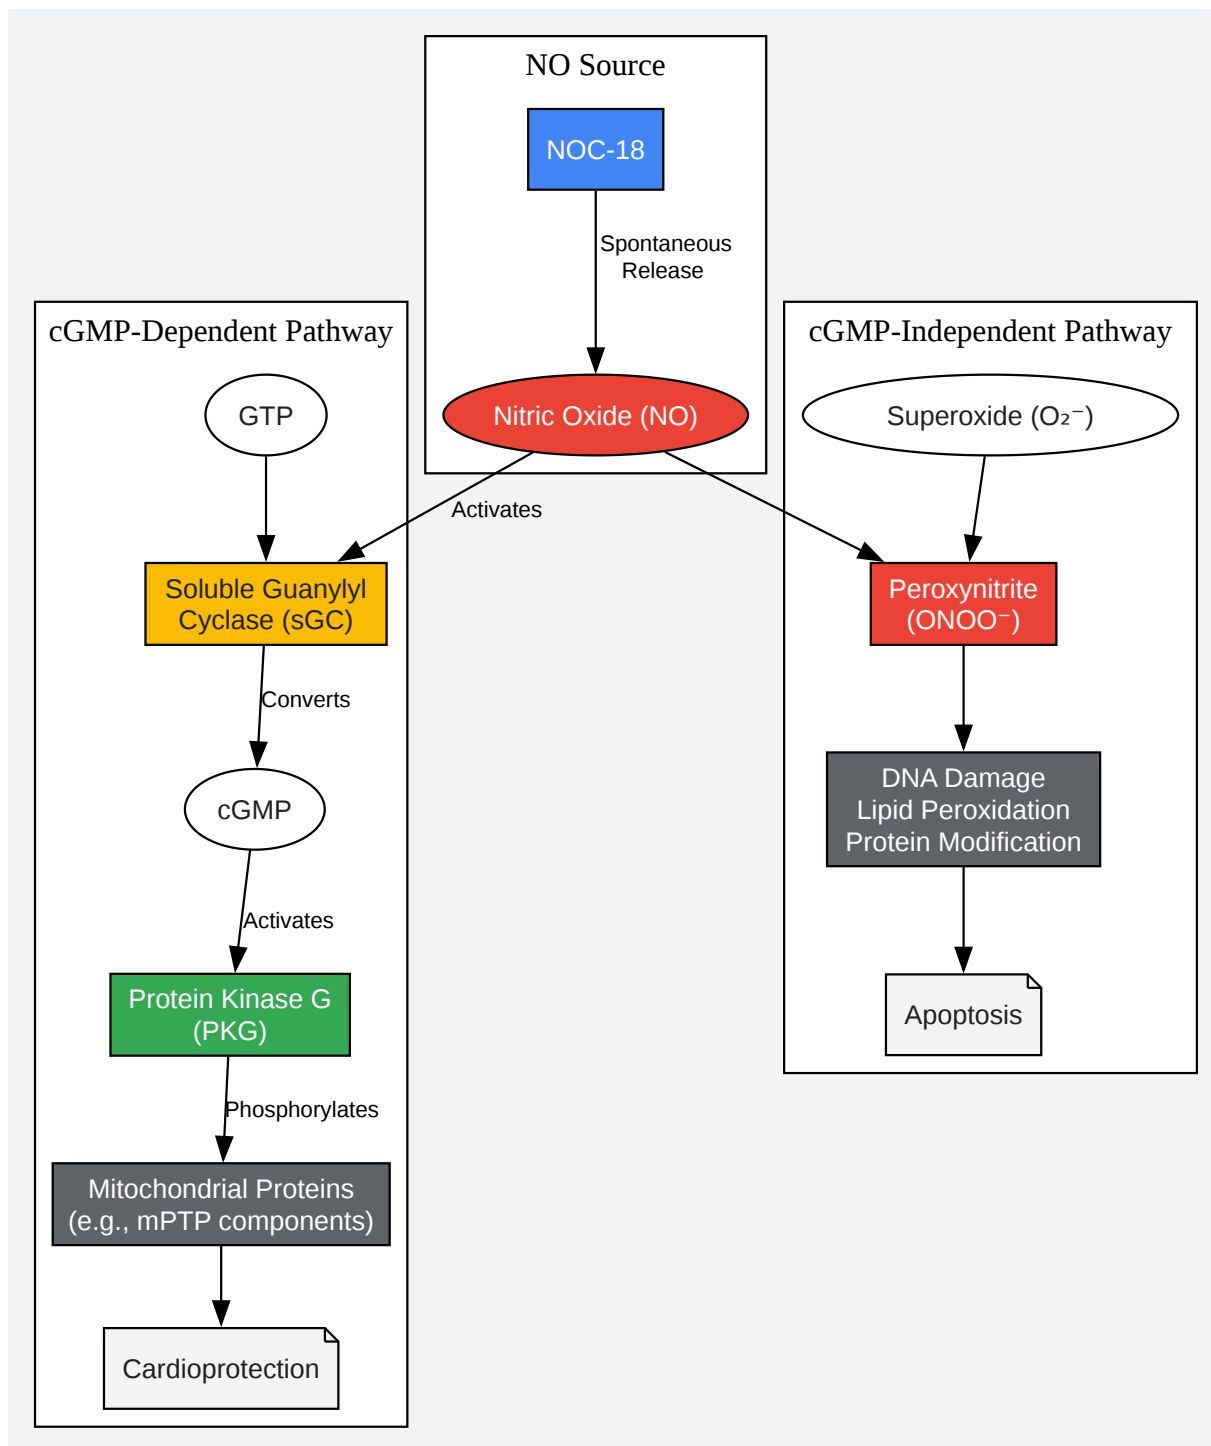 NO Source
NOC-18
Spontaneous
Release
Nitric Oxide (NO)
Activates
cGMP-Dependent Pathway
GTP
Soluble Guanylyl
Cyclase (sGC)
Converts
cGMP
Activates
Protein Kinase G
(PKG)
Phosphorylates
Mitochondrial Proteins
(e.g., mPTP components)
Cardioprotection
cGMP-Independent Pathway
Superoxide (O₂⁻)
Peroxynitrite
(ONOO⁻)
DNA Damage
Lipid Peroxidation
Protein Modification
Apoptosis